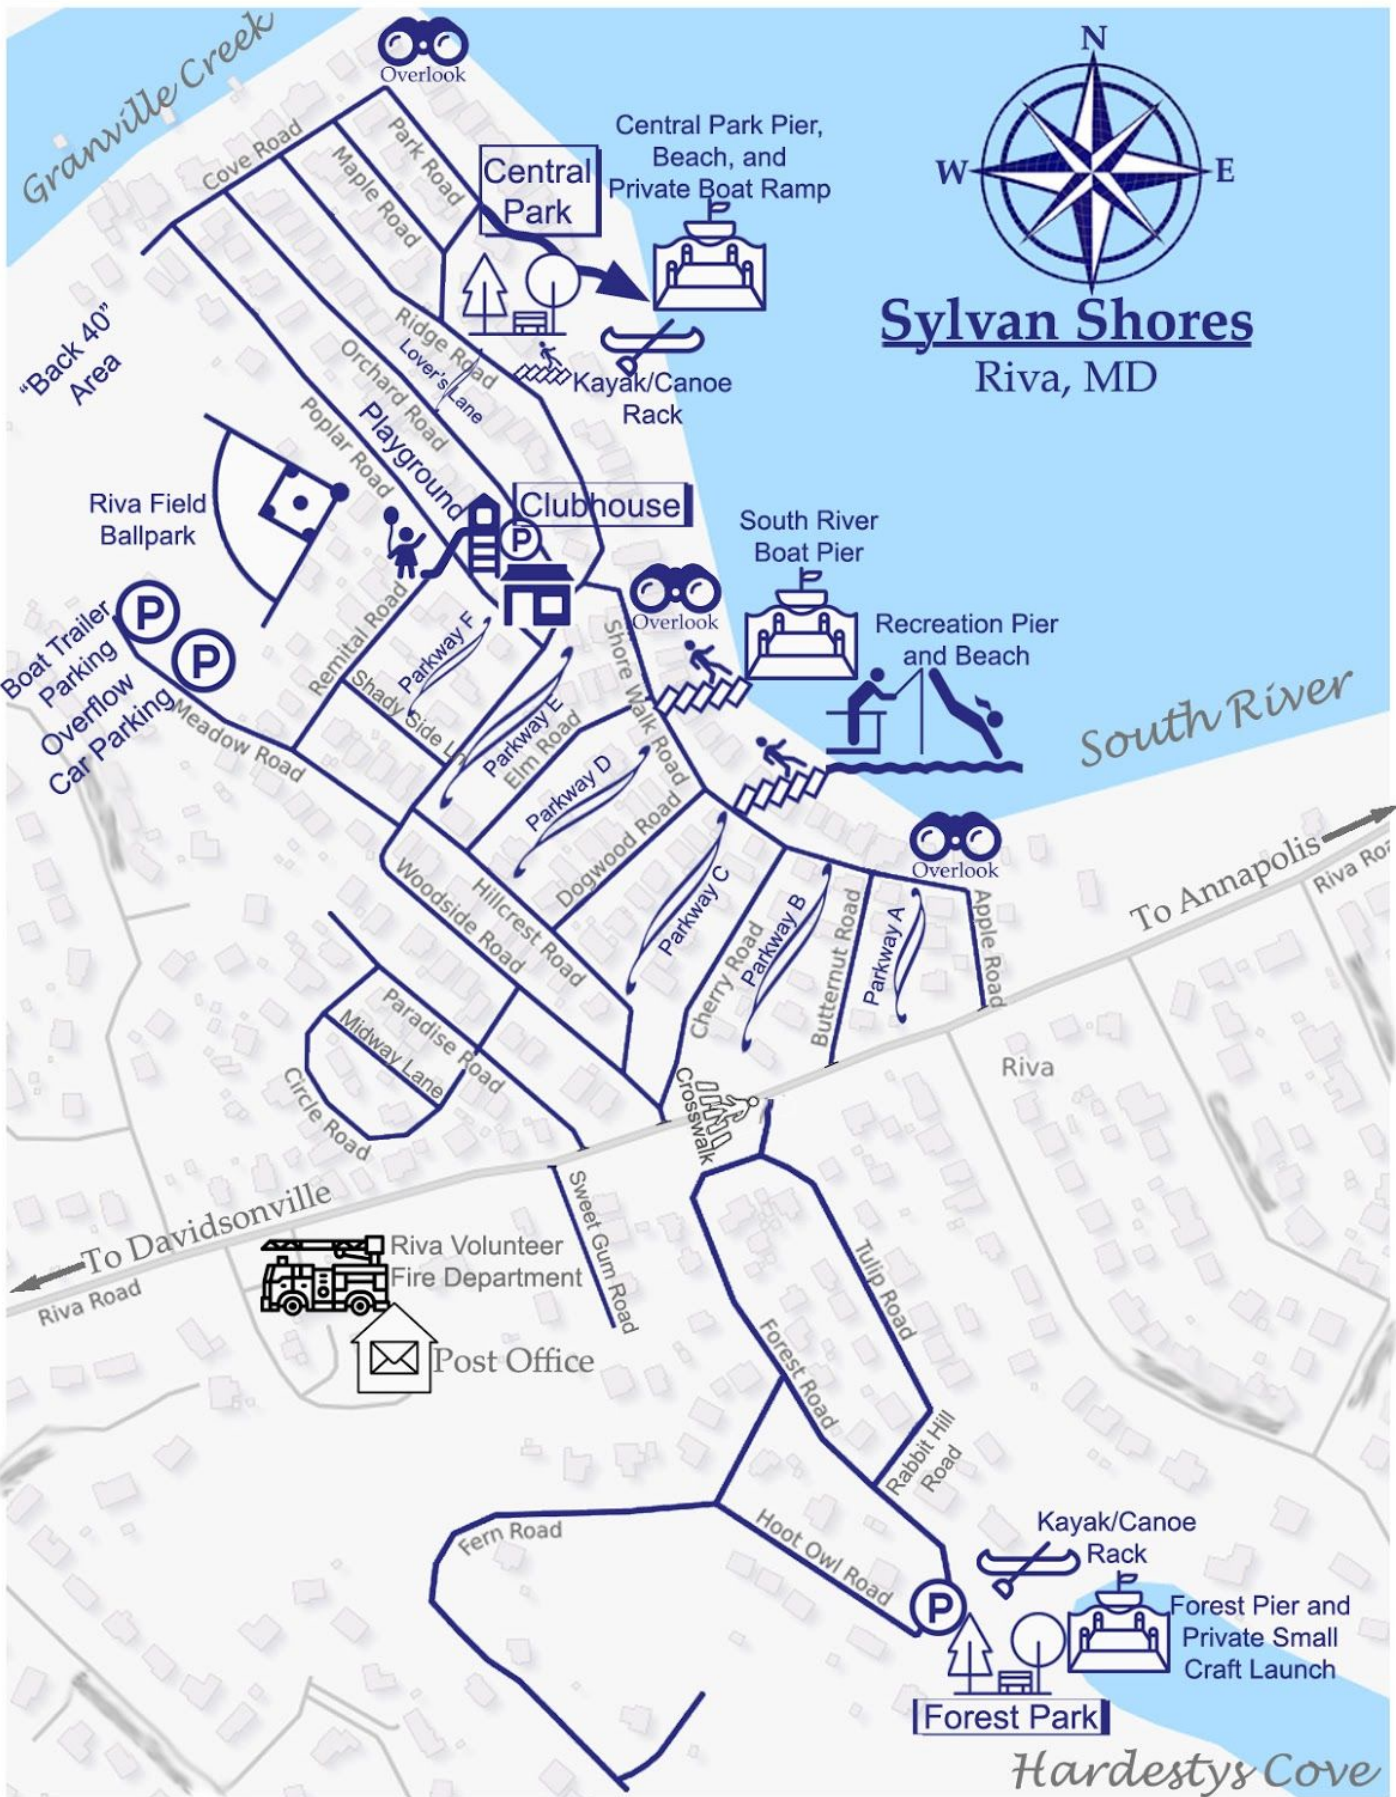 Granville Creek
Overlook
N
W
E
S
Sylvan Shores
Riva, MD
Cove Road
Park Road
Maple Road
Central
Park
Central Park Pier,
Beach, and
Private Boat Ramp
Kayak/Canoe
Rack
"Back 40"
Area
Ridge Road
Lover's Lane
Orchard Road
Playground
Poplar Road
Riva Field
Ballpark
P
Clubhouse
South River
Boat Pier
Overlook
Recreation Pier
and Beach
South River
P
P
Boat Trailer
Parking
Overflow
Car Parking
Remital Road
Parkway F
Shady Side Ln
Meadow Road
Parkway E
Elm Road
Shore Walk Road
Parkway D
Dogwood Road
Overlook
To Annapolis
Riva Roa
Woodside Road
Hillcrest Road
Parkway C
Cherry Road
Parkway B
Butternut Road
Parkway A
Apple Road
Paradise Road
Midway Lane
Circle Road
Crosswalk
Riva
To Davidsonville
Riva Road
Riva Volunteer
Fire Department
Post Office
Sweet Gum Road
Tulip Road
Forest Road
Rabbit Hill
Road
Fern Road
Hoot Owl Road
P
Kayak/Canoe
Rack
Forest Pier and
Private Small
Craft Launch
Forest Park
Hardestys Cove